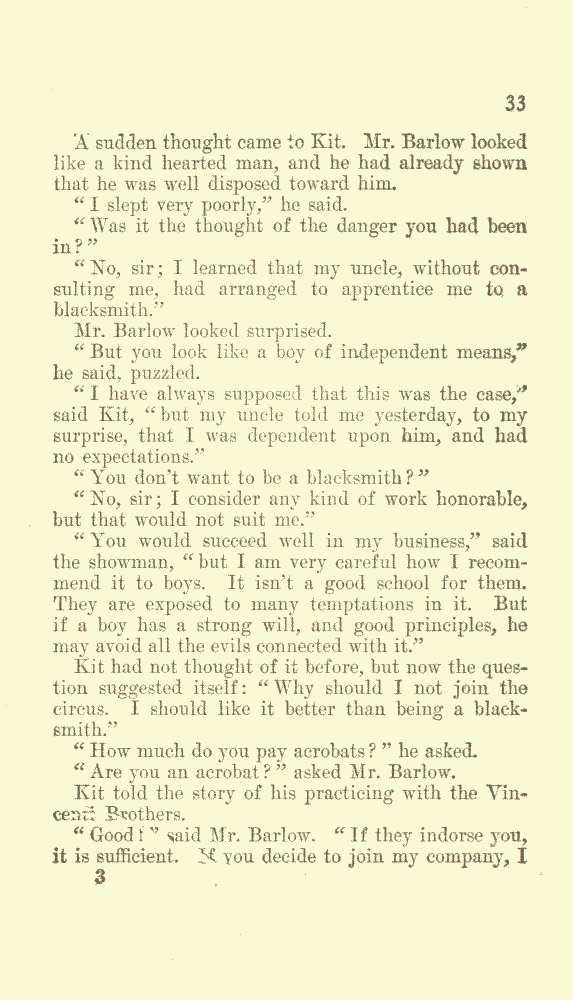 33
A sudden thought came to Kit. Mr. Barlow looked
like a kind hearted man, and he had already shown
that he was well disposed toward him.
“I slept very poorly,” he said.
“Was it the thought of the danger you had been
in?”
“No, sir; I learned that my uncle, without con-
sulting me, had arranged to apprentice me to a
blacksmith.”
Mr. Barlow looked surprised.
“But you look like a boy of independent means,”
he said, puzzled.
“I have always supposed that this was the case,”
said Kit, “but my uncle told me yesterday, to my
surprise, that I was dependent upon him, and had
no expectations.”
“You don’t want to be a blacksmith?”
“No, sir; I consider any kind of work honorable,
but that would not suit me.”
“You would succeed well in my business,” said
the showman, “but I am very careful how I recom-
mend it to boys. It isn’t a good school for them.
They are exposed to many temptations in it. But
if a boy has a strong will, and good principles, he
may avoid all the evils connected with it.”
Kit had not thought of it before, but now the ques-
tion suggested itself: “Why should I not join the
circus. I should like it better than being a black-
smith.”
“How much do you pay acrobats?” he asked.
“Are you an acrobat?” asked Mr. Barlow.
Kit told the story of his practicing with the Vin-
centi Brothers.
“Good!” said Mr. Barlow. “If they indorse you,
it is sufficient. If you decide to join my company, I
3